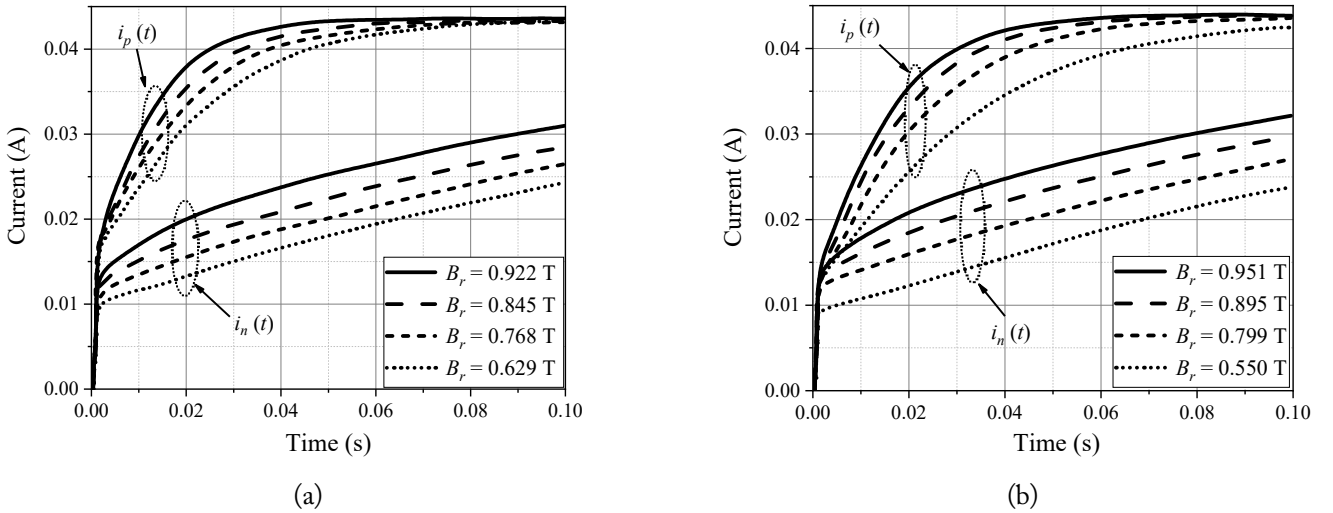 0.04
0.03
0.02
0.01
0.00
Current (A)
i_p (t)
i_n (t)
B_r = 0.922 T
B_r = 0.845 T
B_r = 0.768 T
B_r = 0.629 T
0.00 0.02 0.04 0.06 0.08 0.10
Time (s)
(a)
0.04
0.03
0.02
0.01
0.00
Current (A)
i_p (t)
i_n (t)
B_r = 0.951 T
B_r = 0.895 T
B_r = 0.799 T
B_r = 0.550 T
0.00 0.02 0.04 0.06 0.08 0.10
Time (s)
(b)